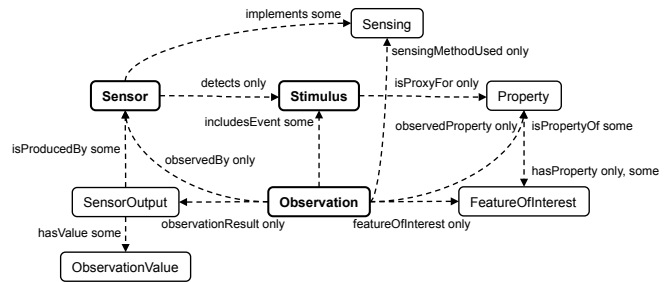 implements some
Sensing
sensingMethodUsed only
detects only
isProxyFor only
Sensor
Stimulus
Property
includesEvent some
observedProperty only
isPropertyOf some
isProducedBy some
observedBy only
hasProperty only, some
SensorOutput
Observation
FeatureOfInterest
observationResult only
featureOfInterest only
hasValue some
ObservationValue